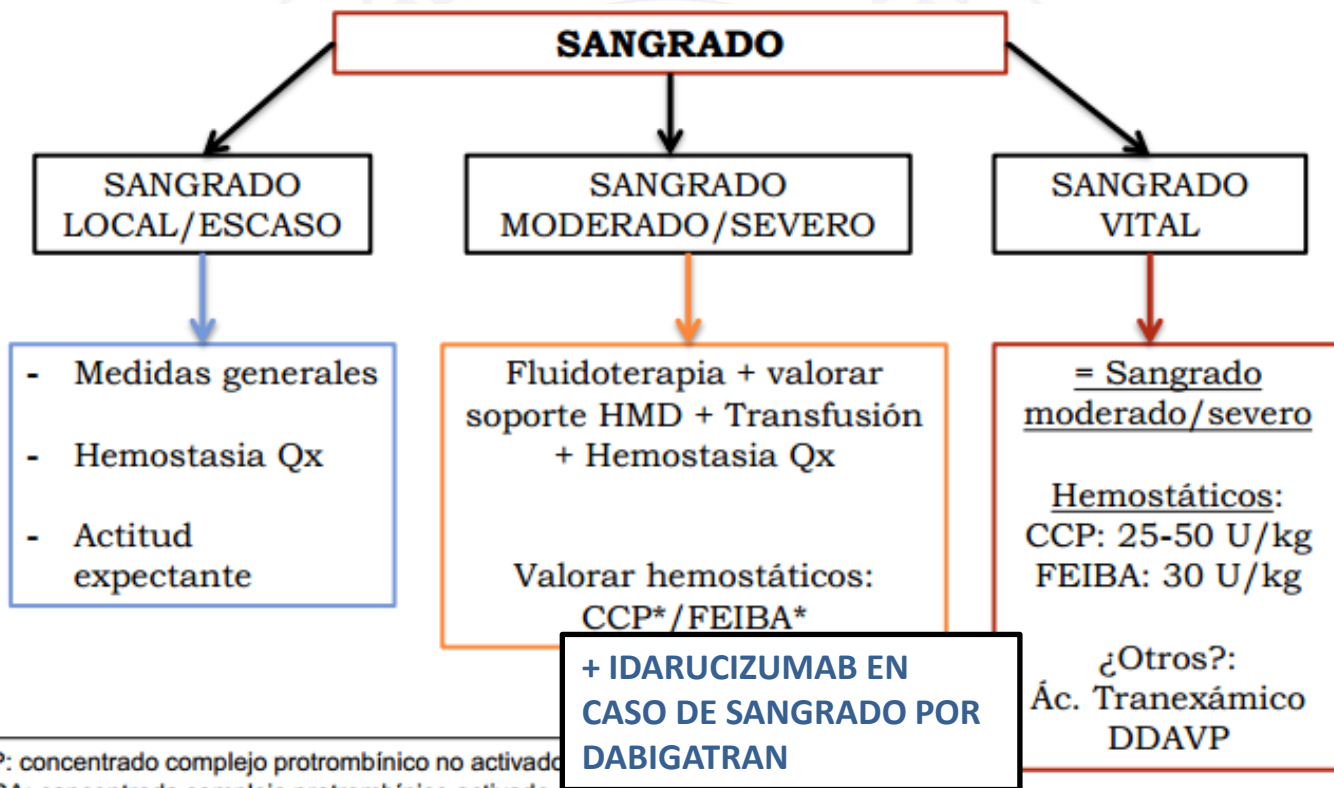 SANGRADO
SANGRADO
LOCAL/ESCASO
SANGRADO
MODERADO/SEVERO
SANGRADO
VITAL
- Medidas generales
- Hemostasia Qx
- Actitud
expectante
Fluidoterapia + valorar
soporte HMD + Transfusión
+ Hemostasia Qx
Valorar hemostáticos:
CCP*/FEIBA*
= Sangrado
moderado/severo
Hemostáticos:
CCP: 25-50 U/kg
FEIBA: 30 U/kg
¿Otros?:
Ác. Tranexámico
DDAVP
+ IDARUCIZUMAB EN
CASO DE SANGRADO POR
DABIGATRAN
P: concentrado complejo protrombínico no activado